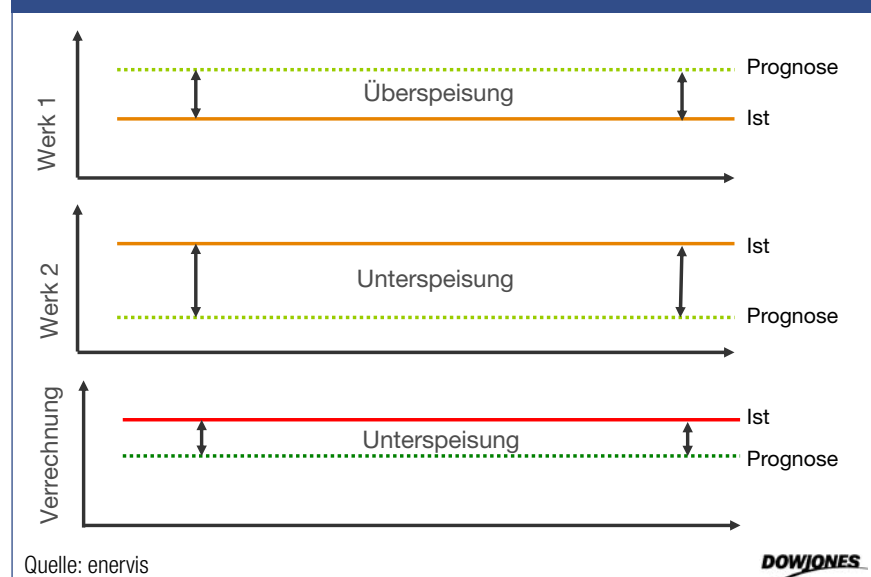 Werk 1
Überspeisung
Prognose
Ist
Werk 2
Unterspeisung
Ist
Prognose
Verrechnung
Unterspeisung
Ist
Prognose
Quelle: enervis
DOWJONES